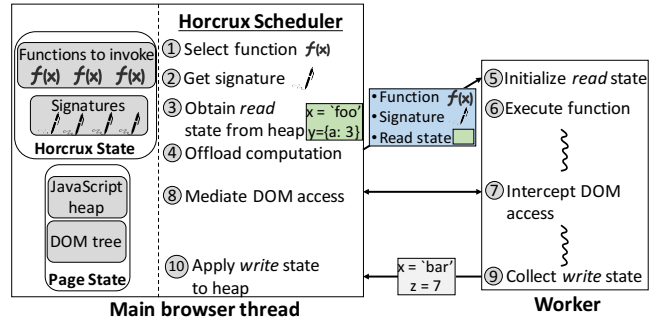 Functions to invoke
f(x) f(x) f(x)
Signatures
Horcrux State
JavaScript
heap
DOM tree
Page State
Horcrux Scheduler
1 Select function f(x)
2 Get signature
3 Obtain read
state from heap
x = `foo'
y={a: 3}
4 Offload computation
8 Mediate DOM access
10 Apply write state
to heap
Main browser thread
• Function f(x)
• Signature
• Read state
x = `bar'
z = 7
5 Initialize read state
6 Execute function
7 Intercept DOM
access
9 Collect write state
Worker